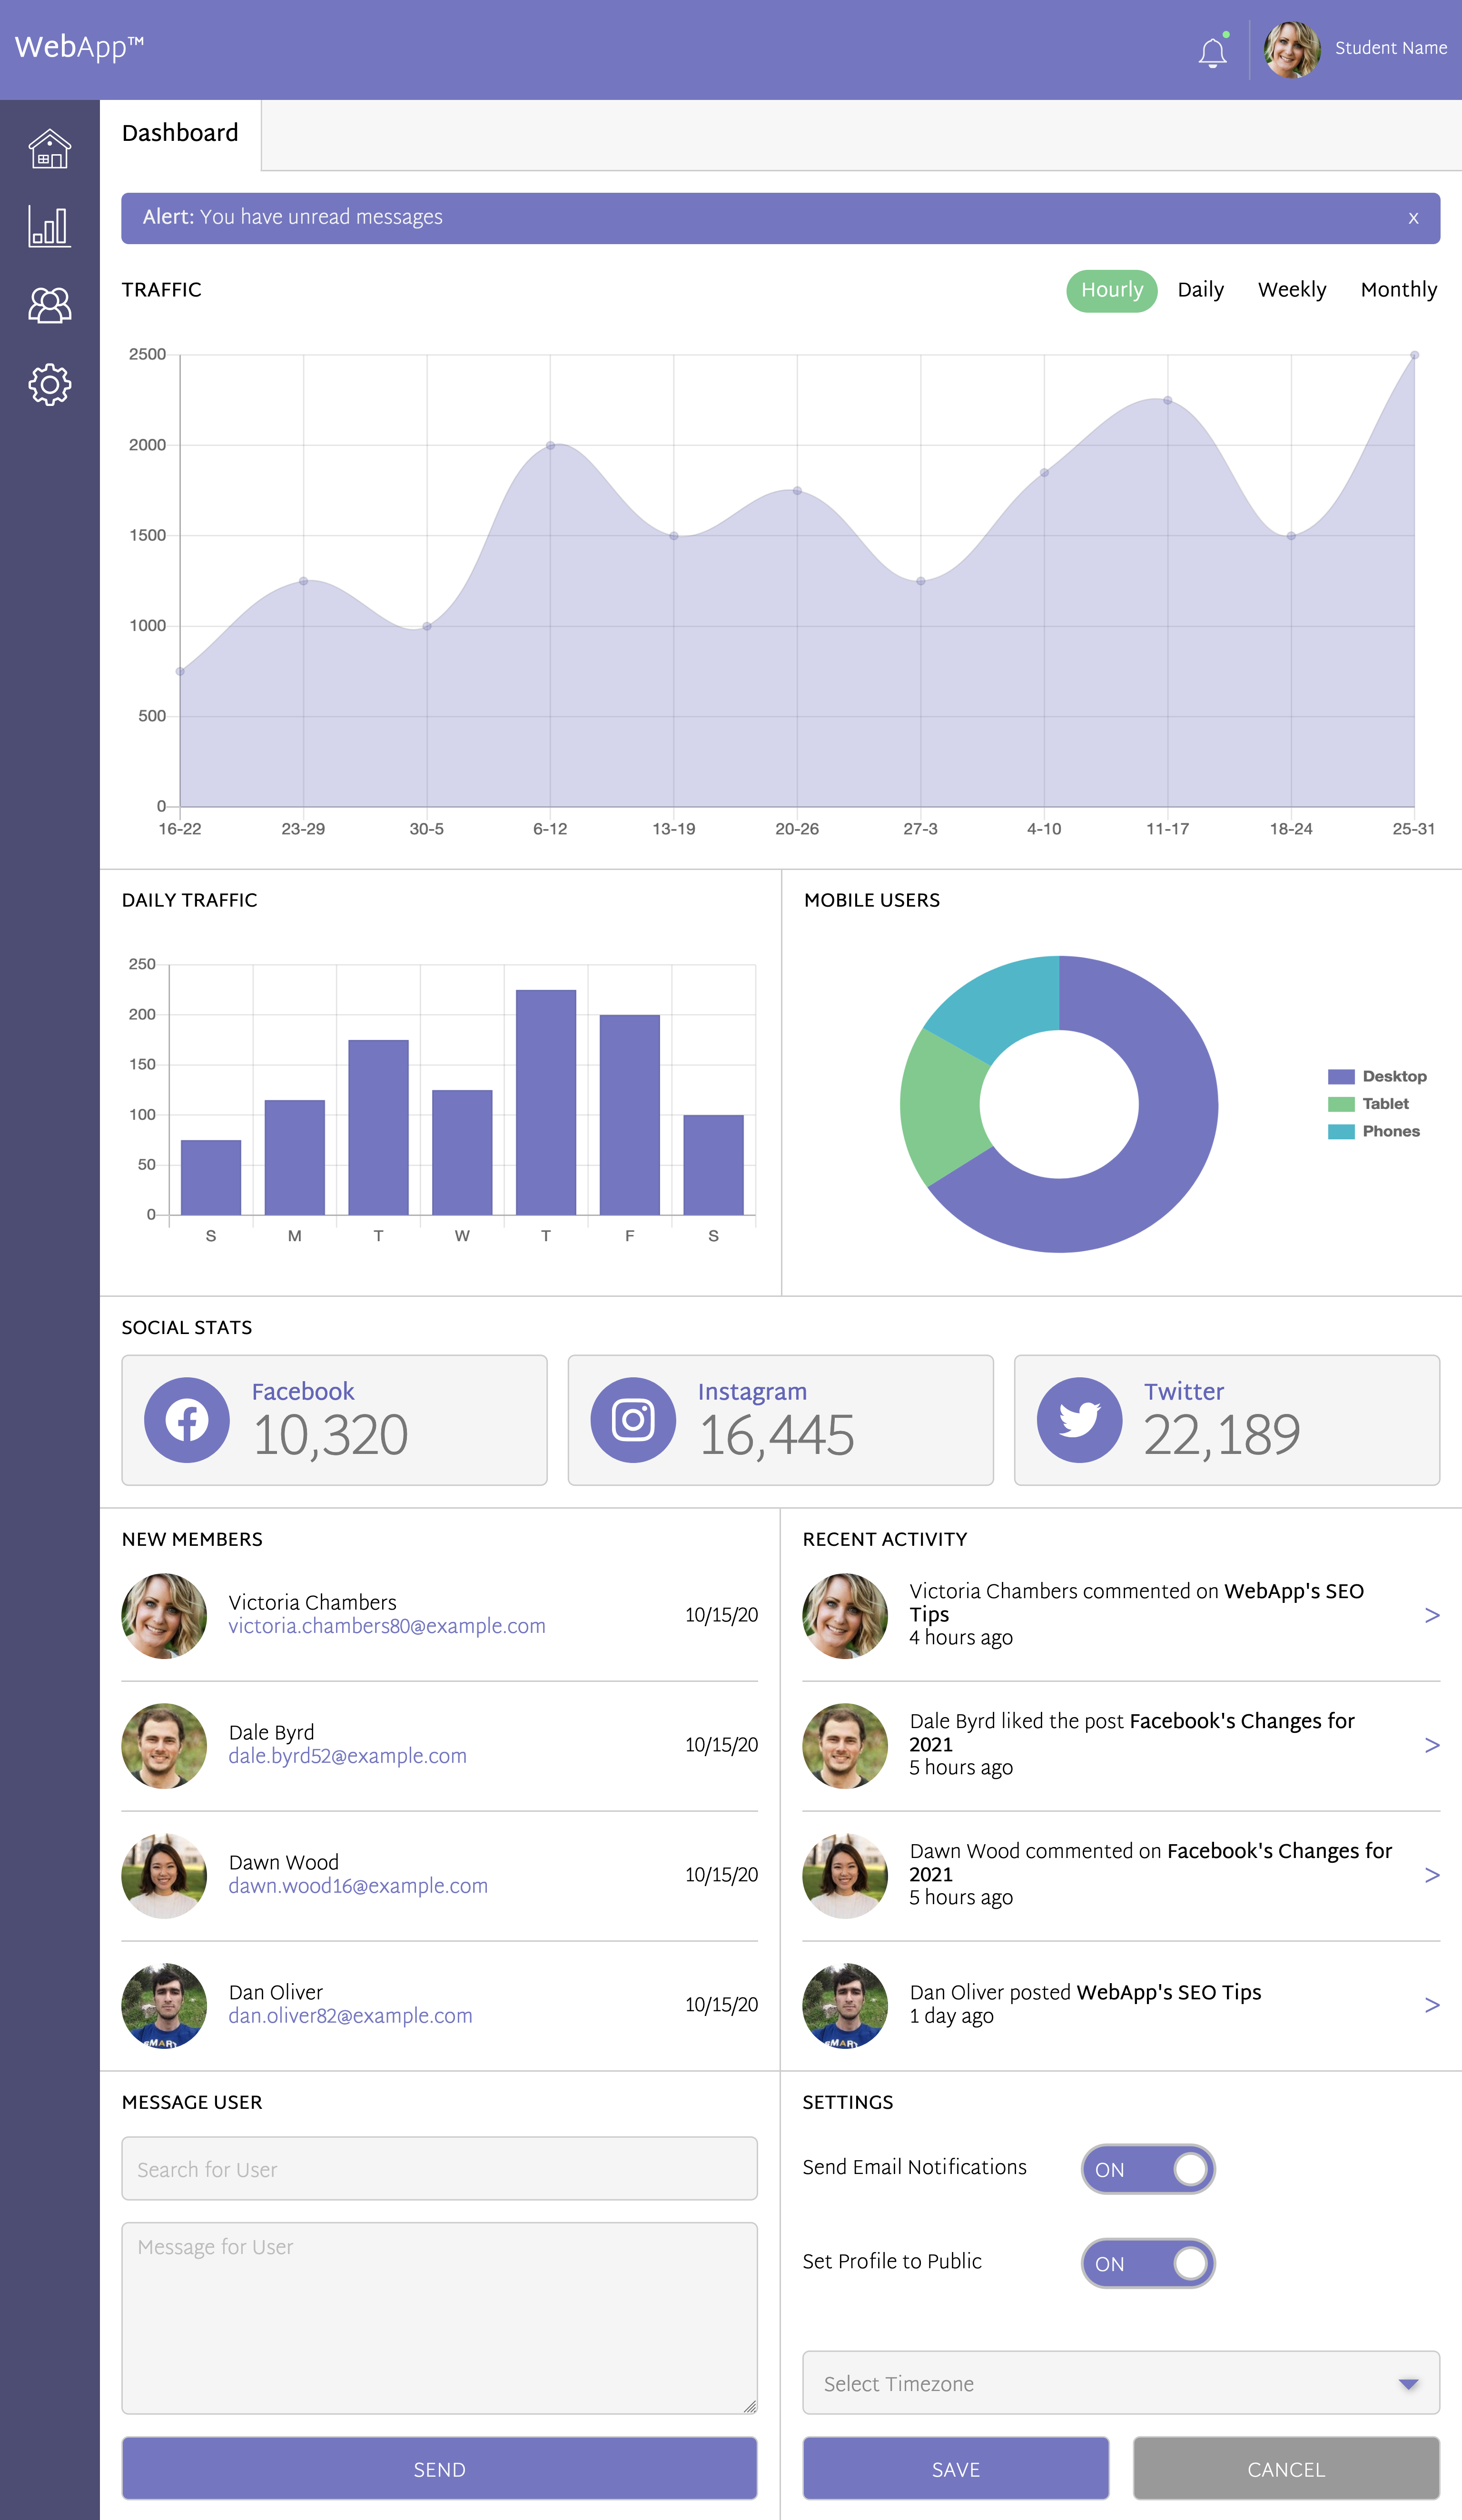 WebApp™
Student Name
Dashboard
Alert: You have unread messages
x
TRAFFIC
Hourly Daily Weekly Monthly
2500
2000
1500
1000
500
0
16-22 23-29 30-5 6-12 13-19 20-26 27-3 4-10 11-17 18-24 25-31
DAILY TRAFFIC
250
200
150
100
50
0
S M T W T F S
MOBILE USERS
Desktop
Tablet
Phones
SOCIAL STATS
Facebook
10,320
Instagram
16,445
Twitter
22,189
NEW MEMBERS
Victoria Chambers
victoria.chambers80@example.com
10/15/20
Dale Byrd
dale.byrd52@example.com
10/15/20
Dawn Wood
dawn.wood16@example.com
10/15/20
Dan Oliver
dan.oliver82@example.com
10/15/20
RECENT ACTIVITY
Victoria Chambers commented on WebApp's SEO
Tips
4 hours ago
>
Dale Byrd liked the post Facebook's Changes for
2021
5 hours ago
>
Dawn Wood commented on Facebook's Changes for
2021
5 hours ago
>
Dan Oliver posted WebApp's SEO Tips
1 day ago
>
MESSAGE USER
Search for User
Message for User
SEND
SETTINGS
Send Email Notifications
ON
Set Profile to Public
ON
Select Timezone
SAVE
CANCEL